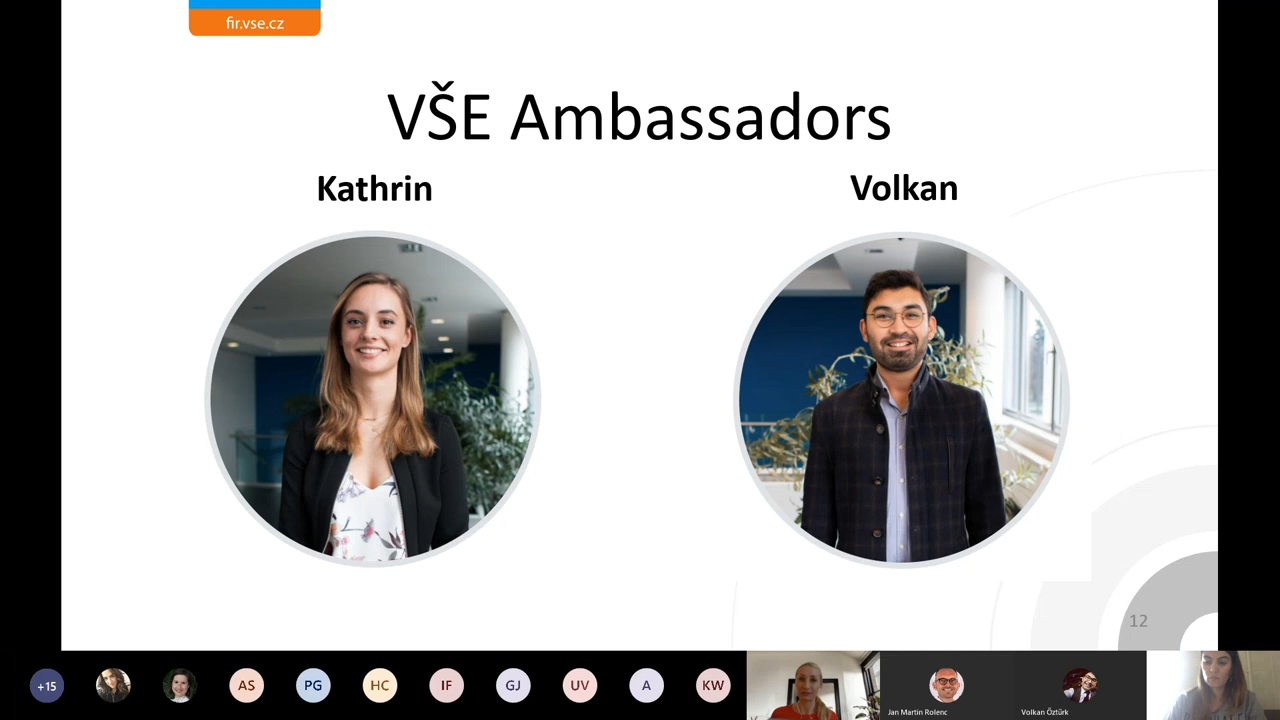 fir.vse.cz
VŠE Ambassadors
Kathrin
Volkan
12
+15
AS
PG
HC
IF
GJ
UV
A
KW
Jan Martin Rolenc
Volkan Öztürk